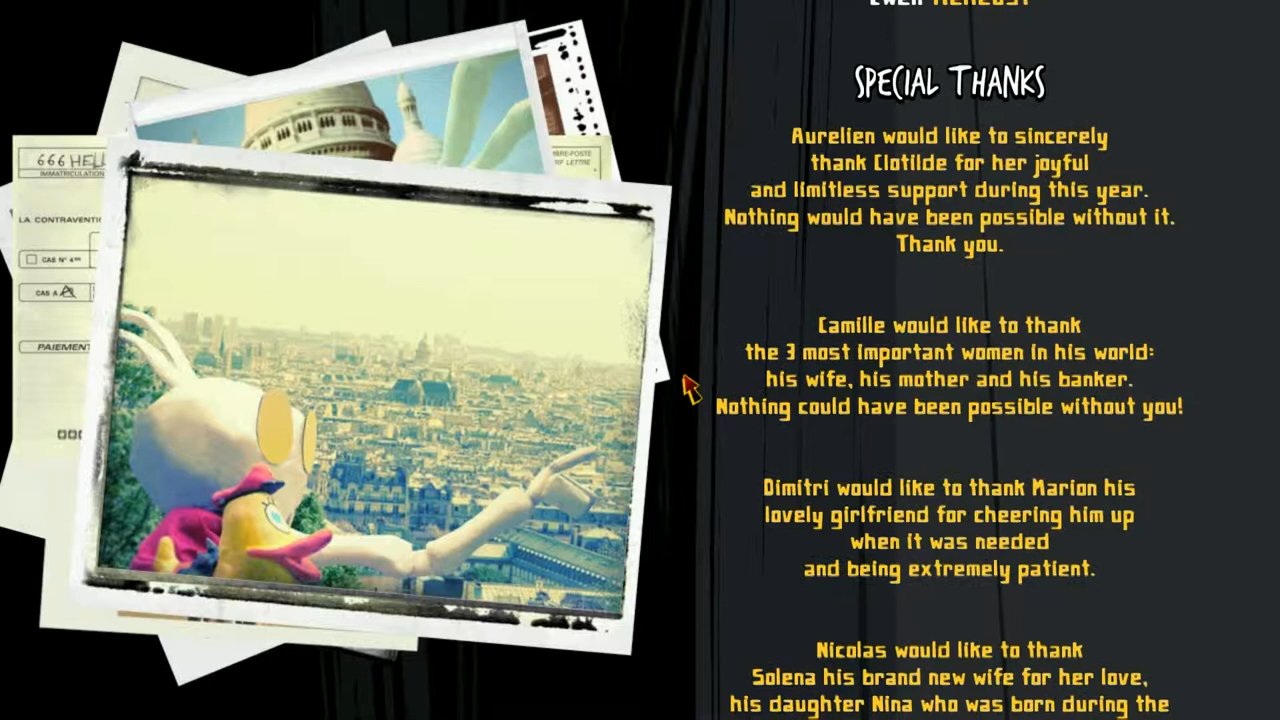 666 HELL
IMMATRICULATION
LA CONTRAVENTI
CAS N° 4
CAS A
PAIEMENT
SPECIAL THANKS
Aurelien would like to sincerely
thank Clotilde for her joyful
and limitless support during this year.
Nothing would have been possible without it.
Thank you.
Camille would like to thank
the 3 most important women in his world:
his wife, his mother and his banker.
Nothing could have been possible without you!
Dimitri would like to thank Marion his
lovely girlfriend for cheering him up
when it was needed
and being extremely patient.
Nicolas would like to thank
Solena his brand new wife for her love,
his daughter Nina who was born during the